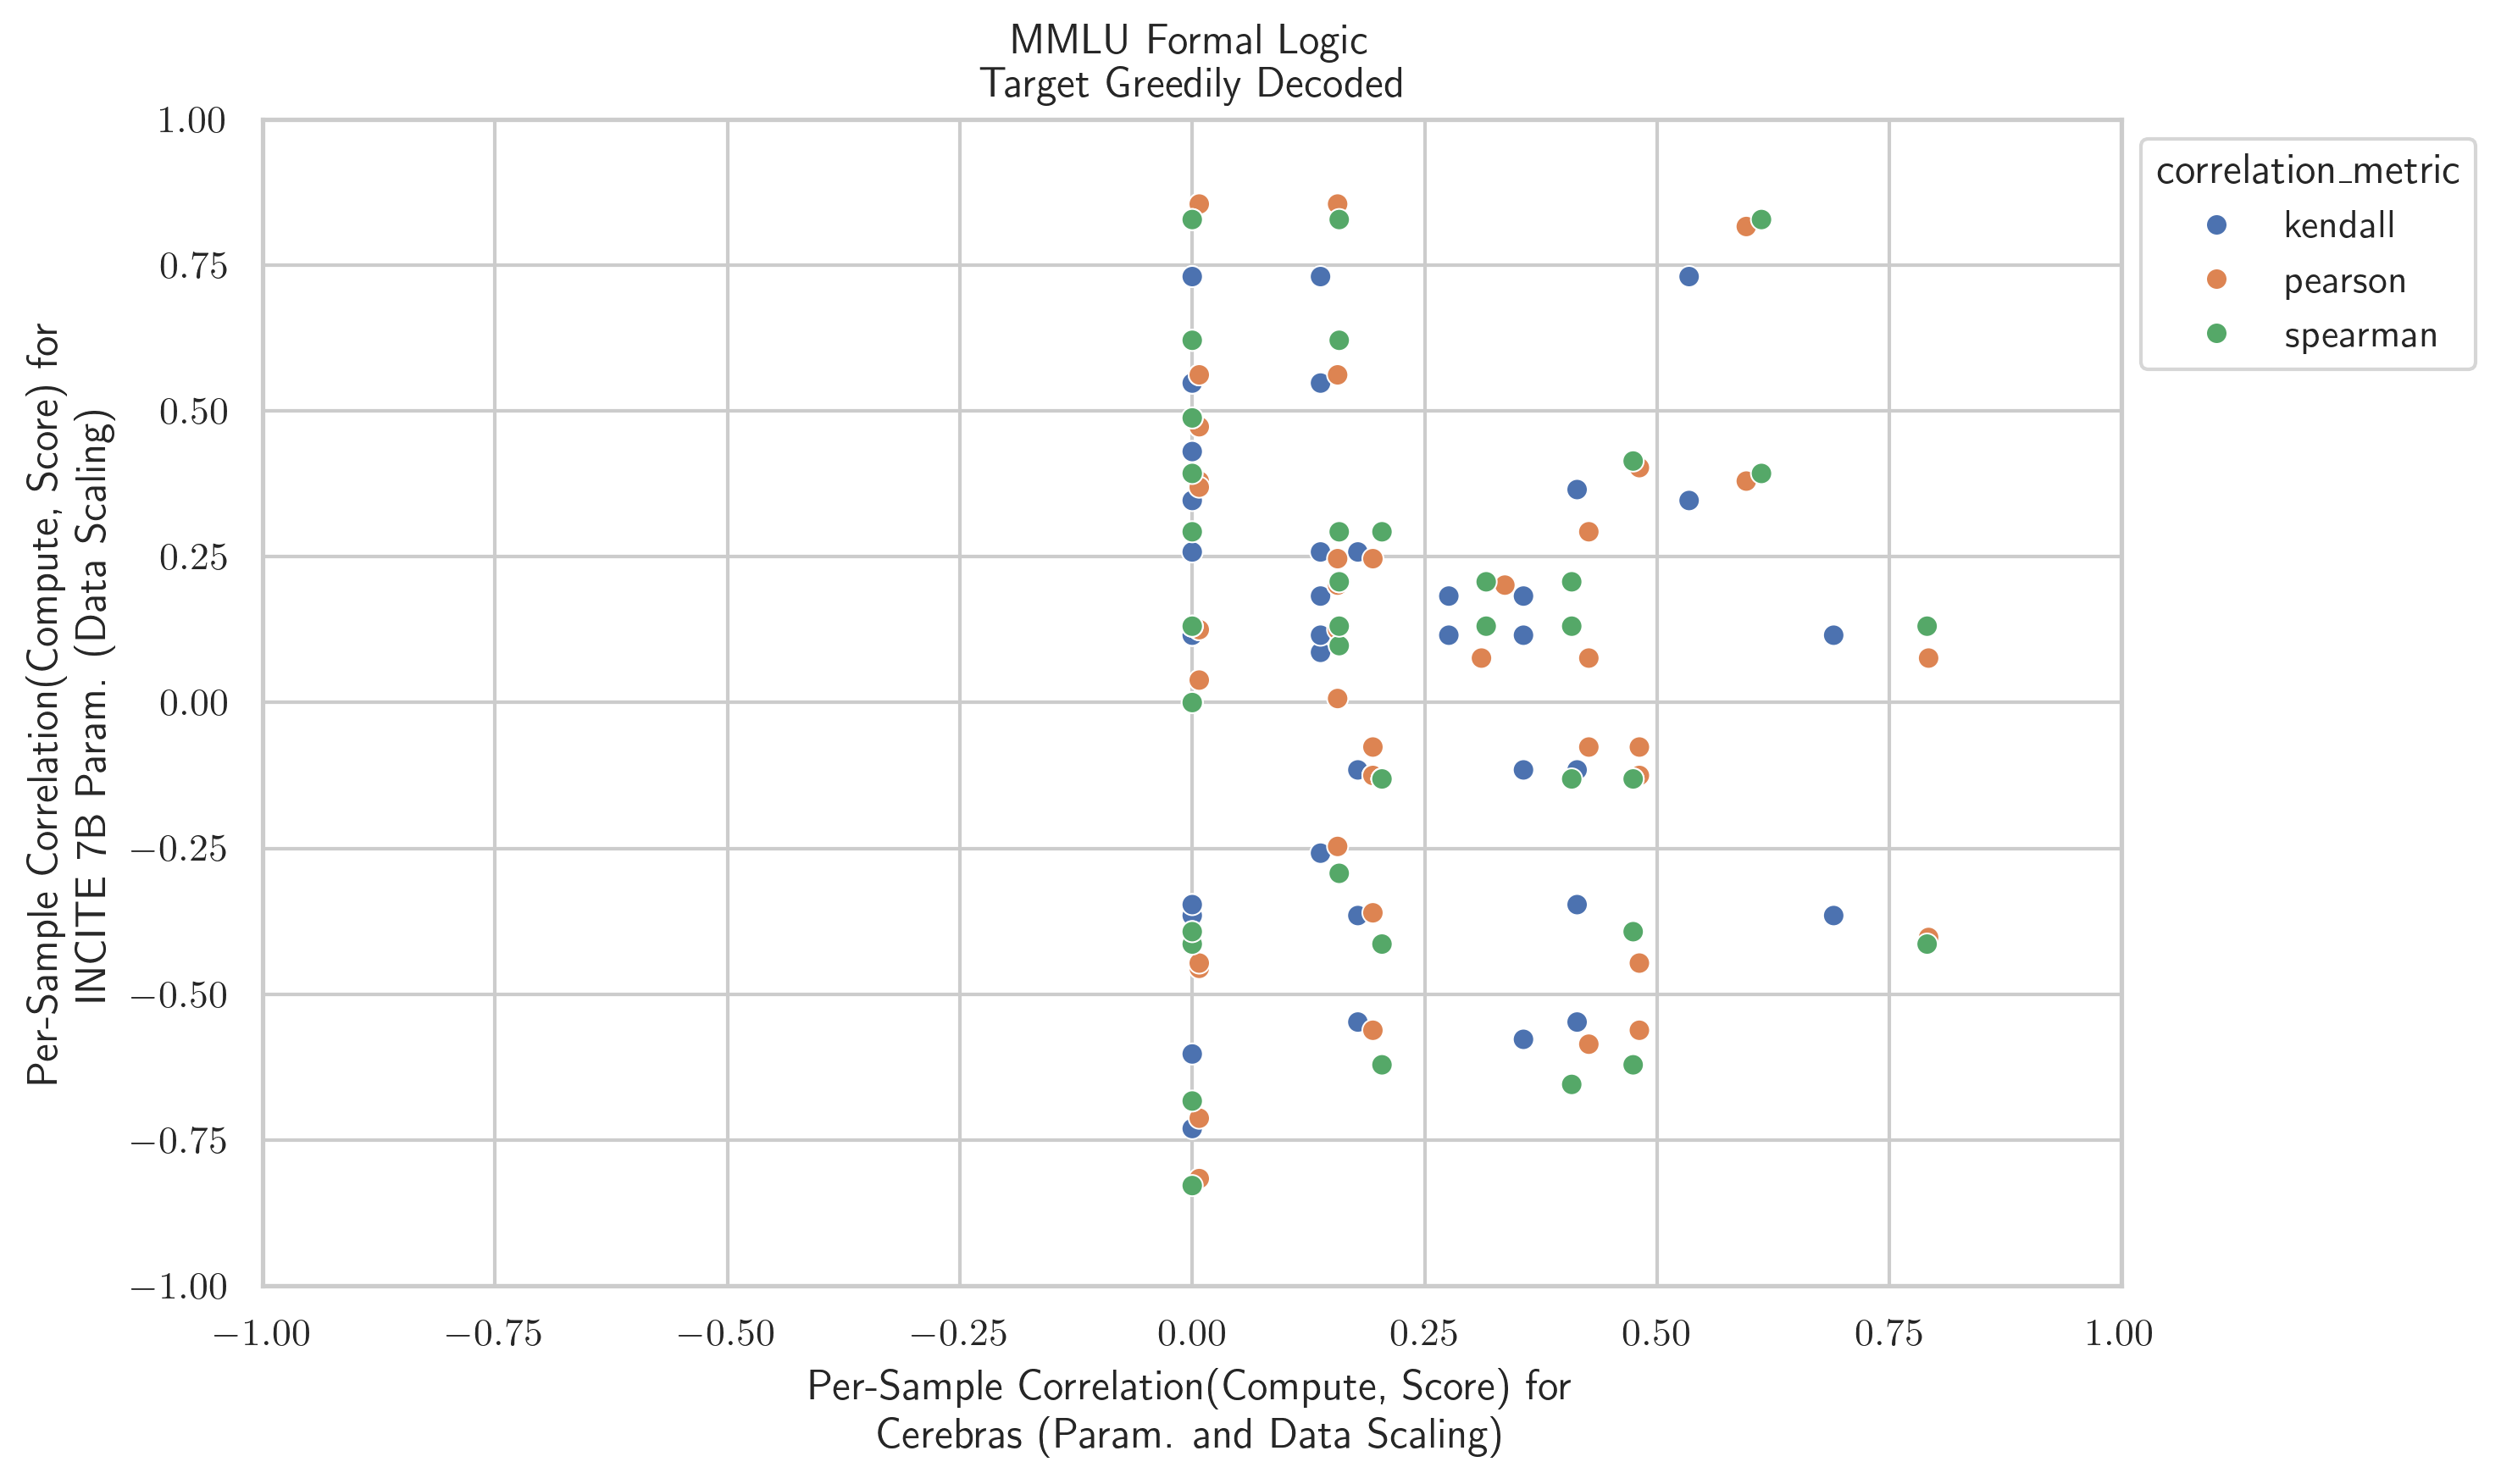 MMLU Formal Logic
Target Greedily Decoded
1.00
0.75
0.50
0.25
0.00
−0.25
−0.50
−0.75
−1.00
Per-Sample Correlation(Compute, Score) for
INCITE 7B Param. (Data Scaling)
correlation_metric
kendall
pearson
spearman
−1.00
−0.75
−0.50
−0.25
0.00
0.25
0.50
0.75
1.00
Per-Sample Correlation(Compute, Score) for
Cerebras (Param. and Data Scaling)